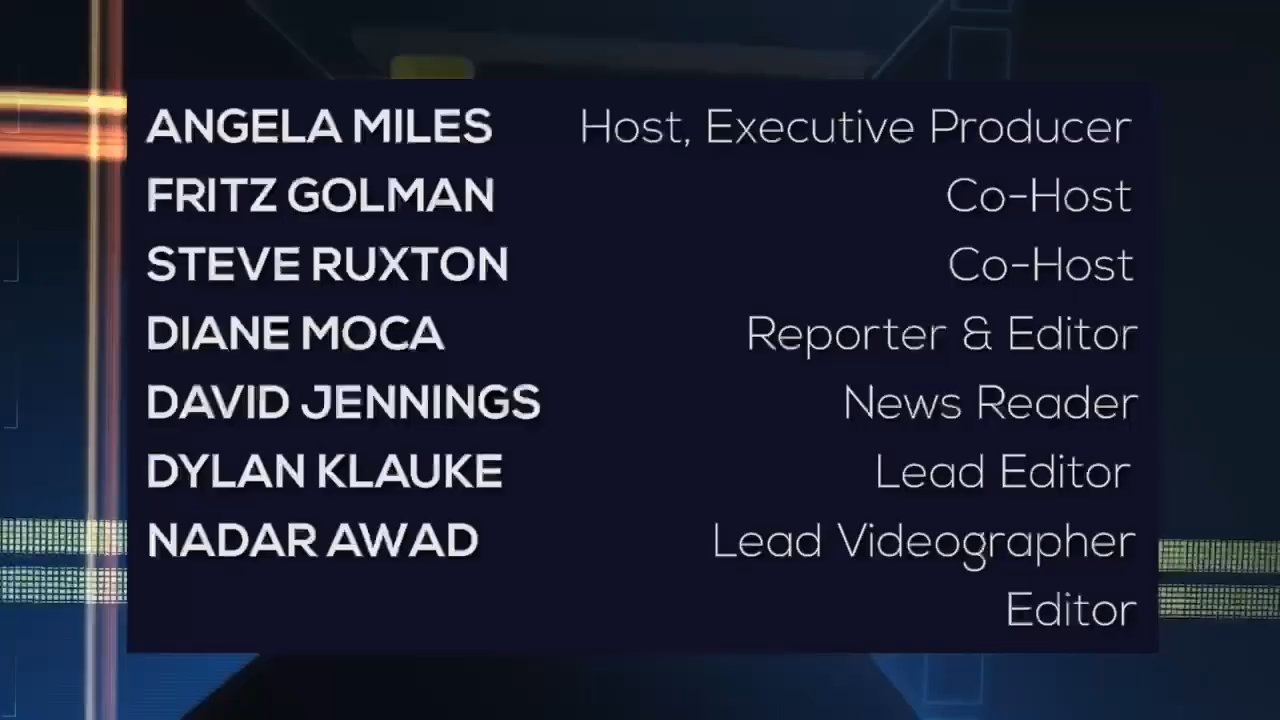 ANGELA MILES Host, Executive Producer
FRITZ GOLMAN Co-Host
STEVE RUXTON Co-Host
DIANE MOCA Reporter & Editor
DAVID JENNINGS News Reader
DYLAN KLAUKE Lead Editor
NADAR AWAD Lead Videographer
Editor